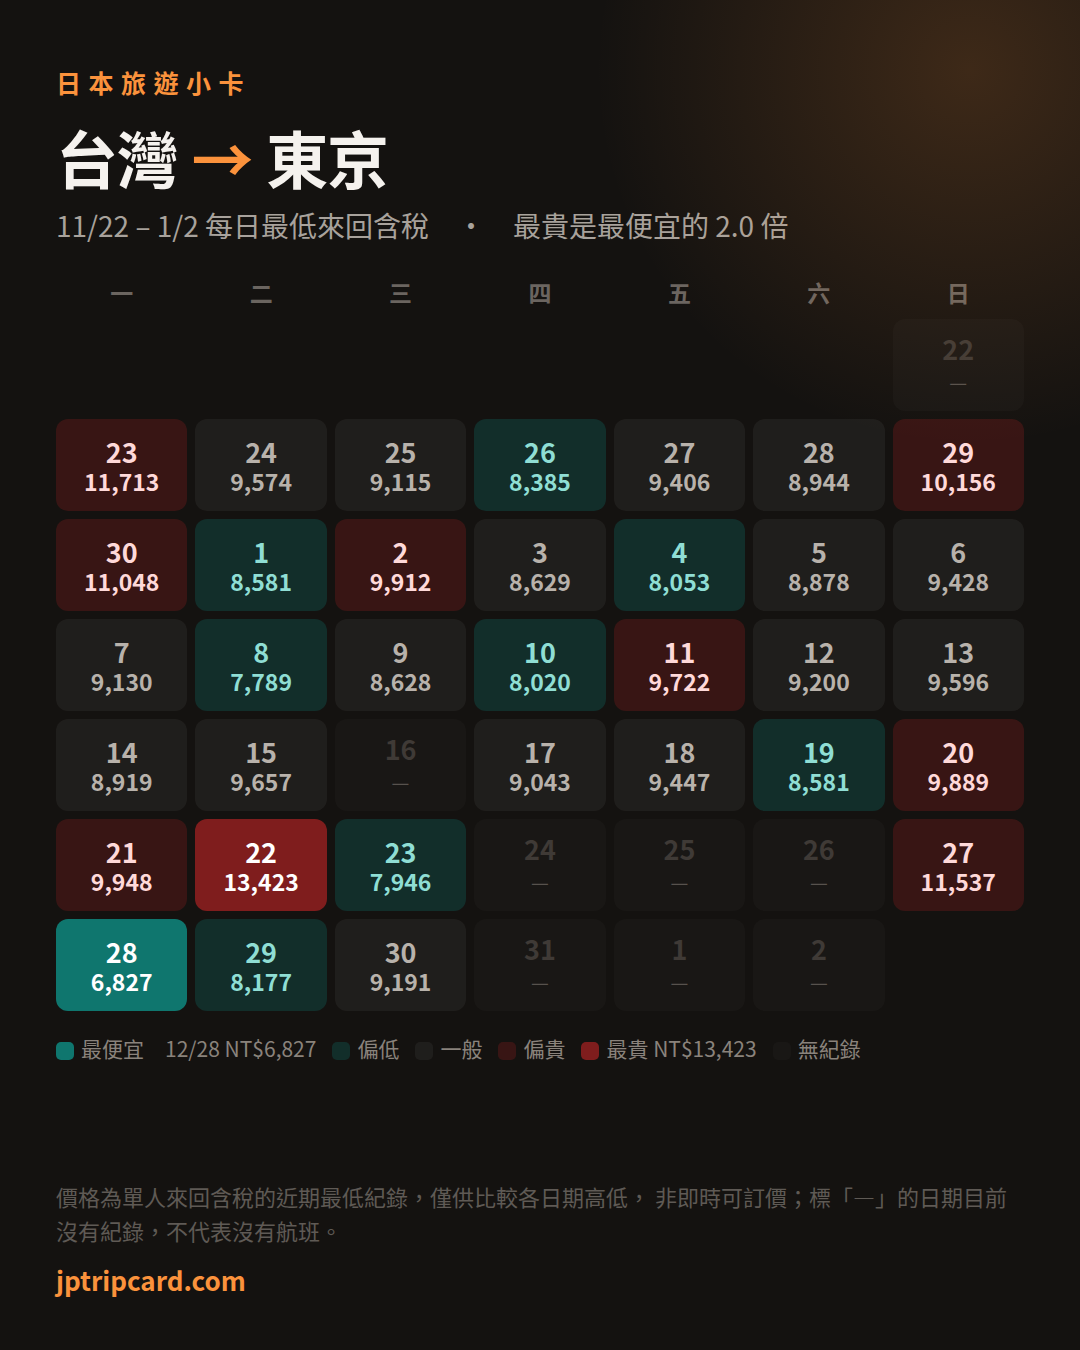 日本旅遊小卡
台灣 → 東京
11/22 – 1/2 每日最低來回含稅 ・ 最貴是最便宜的 2.0 倍
一 二 三 四 五 六 日
22
—
23 24 25 26 27 28 29
11,713 9,574 9,115 8,385 9,406 8,944 10,156
30 1 2 3 4 5 6
11,048 8,581 9,912 8,629 8,053 8,878 9,428
7 8 9 10 11 12 13
9,130 7,789 8,628 8,020 9,722 9,200 9,596
14 15 16 17 18 19 20
8,919 9,657 — 9,043 9,447 8,581 9,889
21 22 23 24 25 26 27
9,948 13,423 7,946 — — — 11,537
28 29 30 31 1 2
6,827 8,177 9,191 — — —
最便宜 12/28 NT$6,827 偏低 一般 偏貴 最貴 NT$13,423 無紀錄
價格為單人來回含稅的近期最低紀錄，僅供比較各日期高低， 非即時可訂價；標「—」的日期目前
沒有紀錄，不代表沒有航班。
jptripcard.com